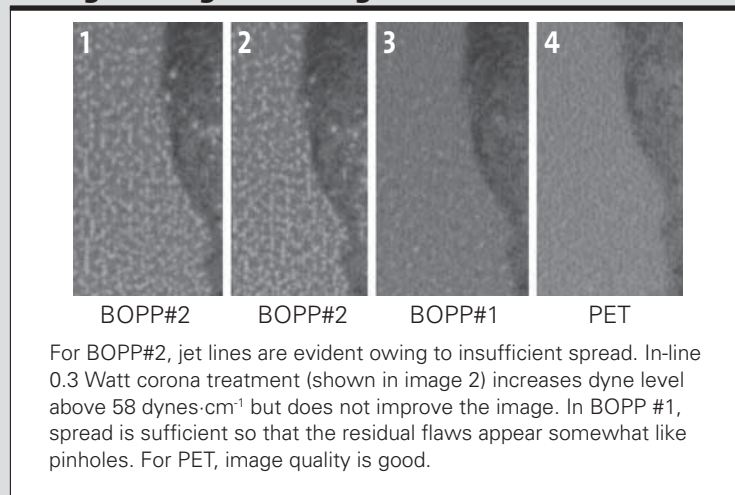 1 2 3 4
BOPP#2 BOPP#2 BOPP#1 PET
For BOPP#2, jet lines are evident owing to insufficient spread. In-line
0.3 Watt corona treatment (shown in image 2) increases dyne level
above 58 dynes·cm⁻¹ but does not improve the image. In BOPP #1,
spread is sufficient so that the residual flaws appear somewhat like
pinholes. For PET, image quality is good.